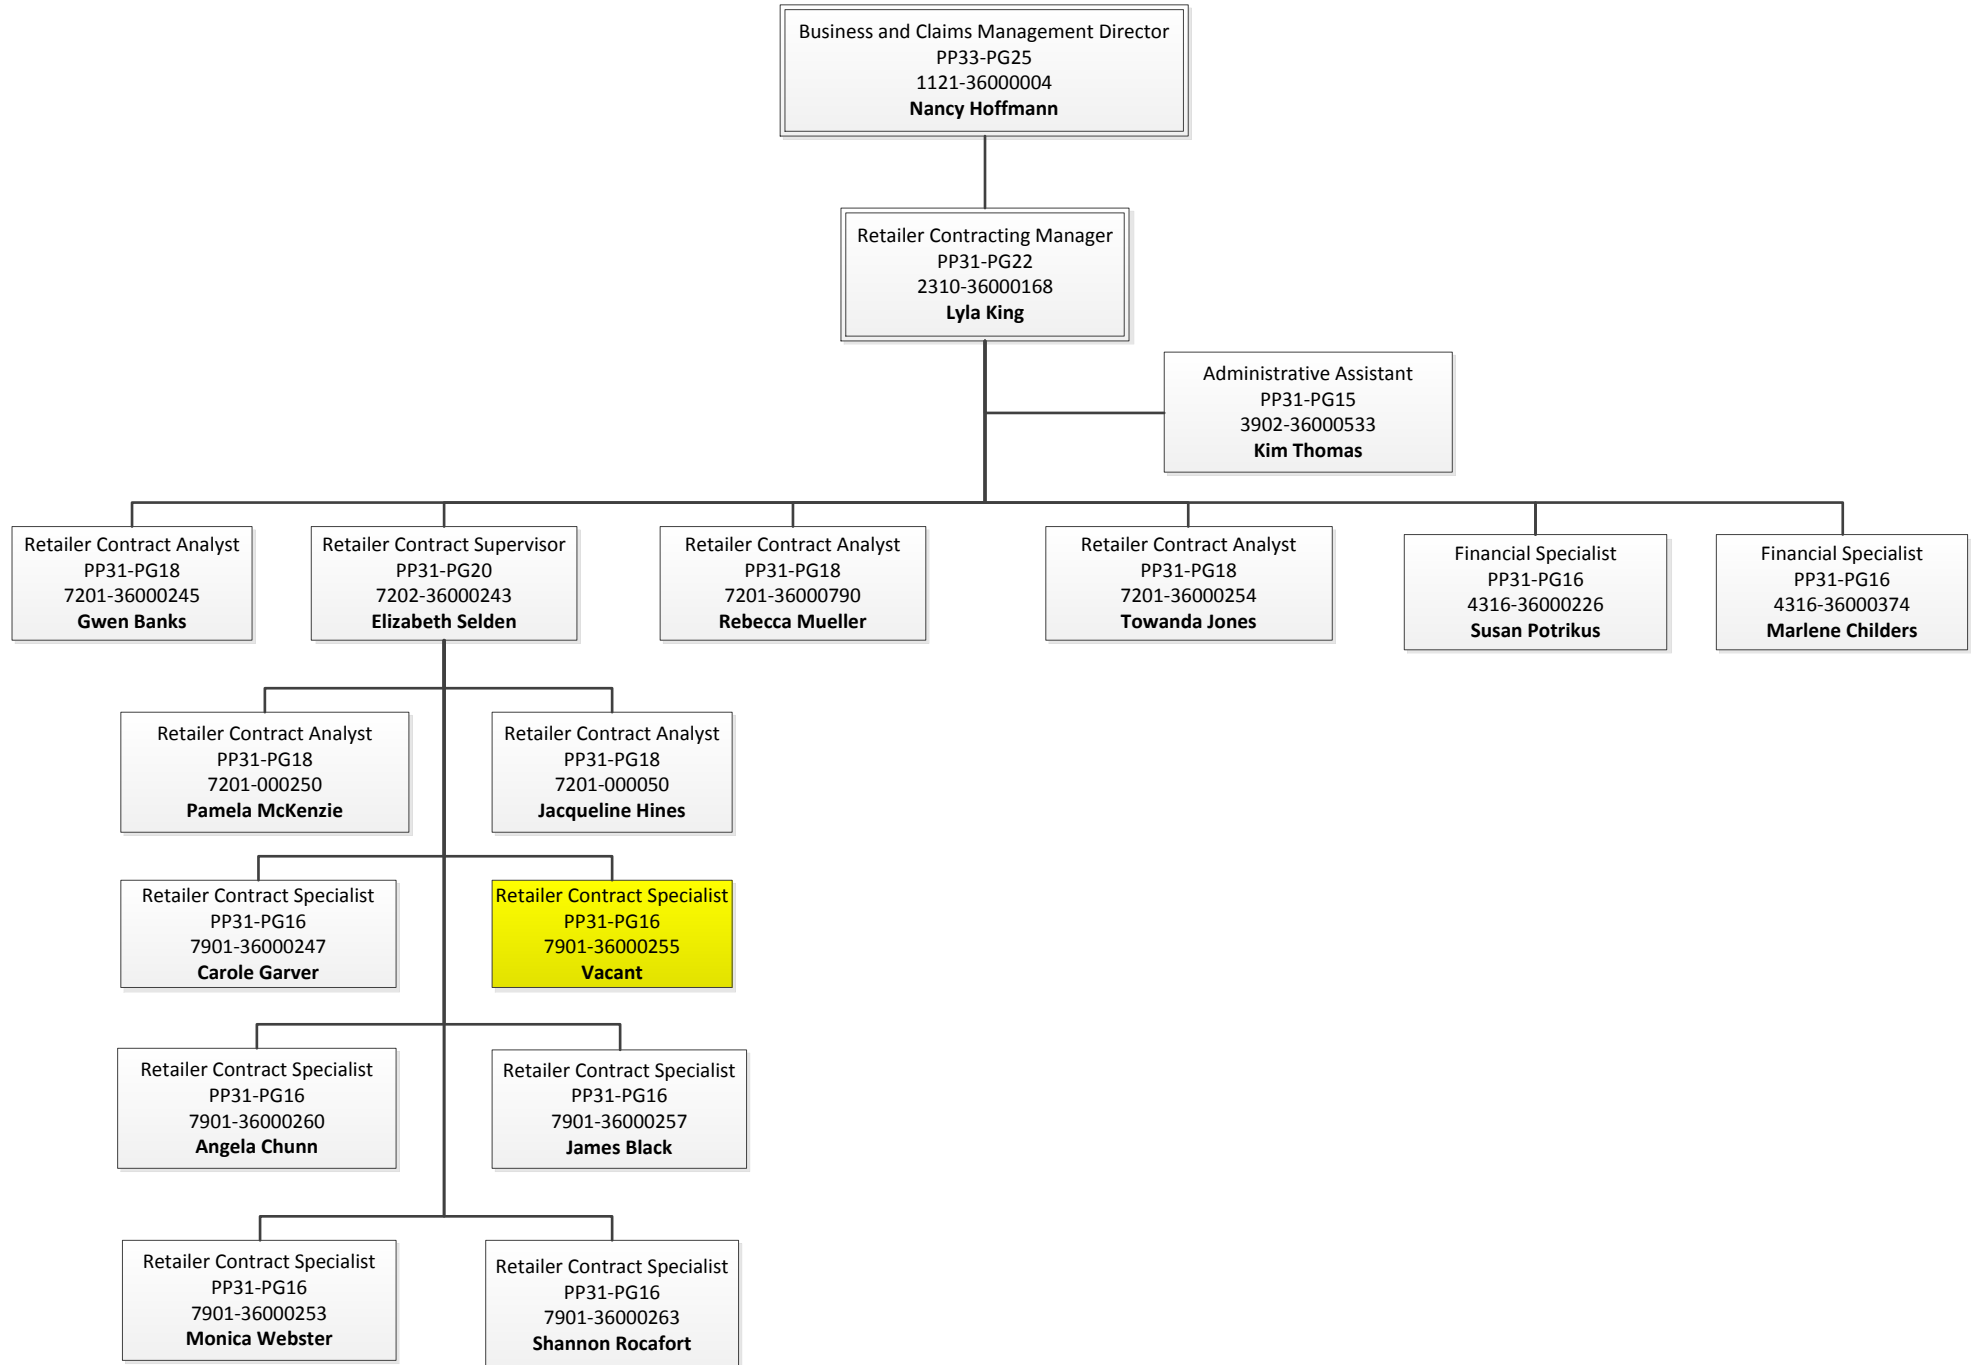 Business and Claims Management Director
PP33-PG25
1121-36000004
Nancy Hoffmann
Retailer Contracting Manager
PP31-PG22
2310-36000168
Lyla King
Administrative Assistant
PP31-PG15
3902-36000533
Kim Thomas
Retailer Contract Analyst
PP31-PG18
7201-36000245
Gwen Banks
Retailer Contract Supervisor
PP31-PG20
7202-36000243
Elizabeth Selden
Retailer Contract Analyst
PP31-PG18
7201-36000790
Rebecca Mueller
Retailer Contract Analyst
PP31-PG18
7201-36000254
Towanda Jones
Financial Specialist
PP31-PG16
4316-36000226
Susan Potrikus
Financial Specialist
PP31-PG16
4316-36000374
Marlene Childers
Retailer Contract Analyst
PP31-PG18
7201-000250
Pamela McKenzie
Retailer Contract Analyst
PP31-PG18
7201-000050
Jacqueline Hines
Retailer Contract Specialist
PP31-PG16
7901-36000247
Carole Garver
Retailer Contract Specialist
PP31-PG16
7901-36000255
Vacant
Retailer Contract Specialist
PP31-PG16
7901-36000260
Angela Chunn
Retailer Contract Specialist
PP31-PG16
7901-36000257
James Black
Retailer Contract Specialist
PP31-PG16
7901-36000253
Monica Webster
Retailer Contract Specialist
PP31-PG16
7901-36000263
Shannon Rocafort